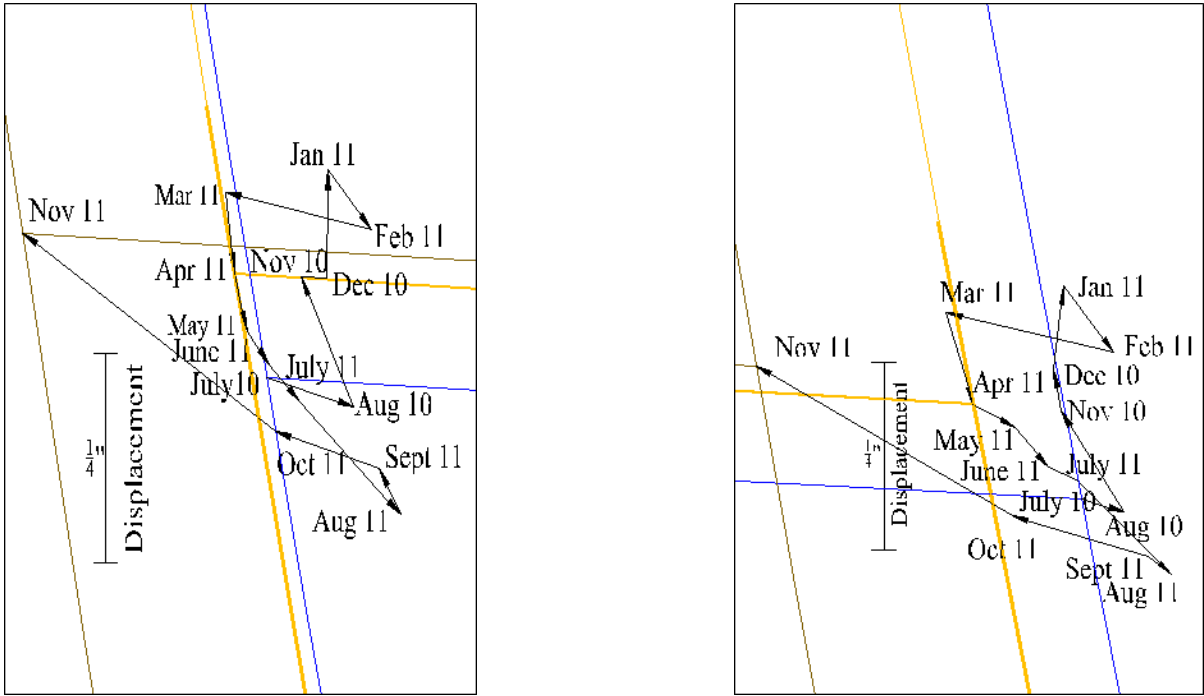 Jan 11
Mar 11
Nov 11
Feb 11
Apr 11
Nov 10
Dec 10
May 11
June 11
July10
July 11
Aug 10
1/4"
Displacement
Oct 11
Sept 11
Aug 11
Mar 11
Jan 11
Nov 11
Feb 11
Apr 11
Dec 10
Nov 10
1/4"
Displacement
May 11
June 11
July 11
July 10
Aug 10
Oct 11
Sept 11
Aug 11